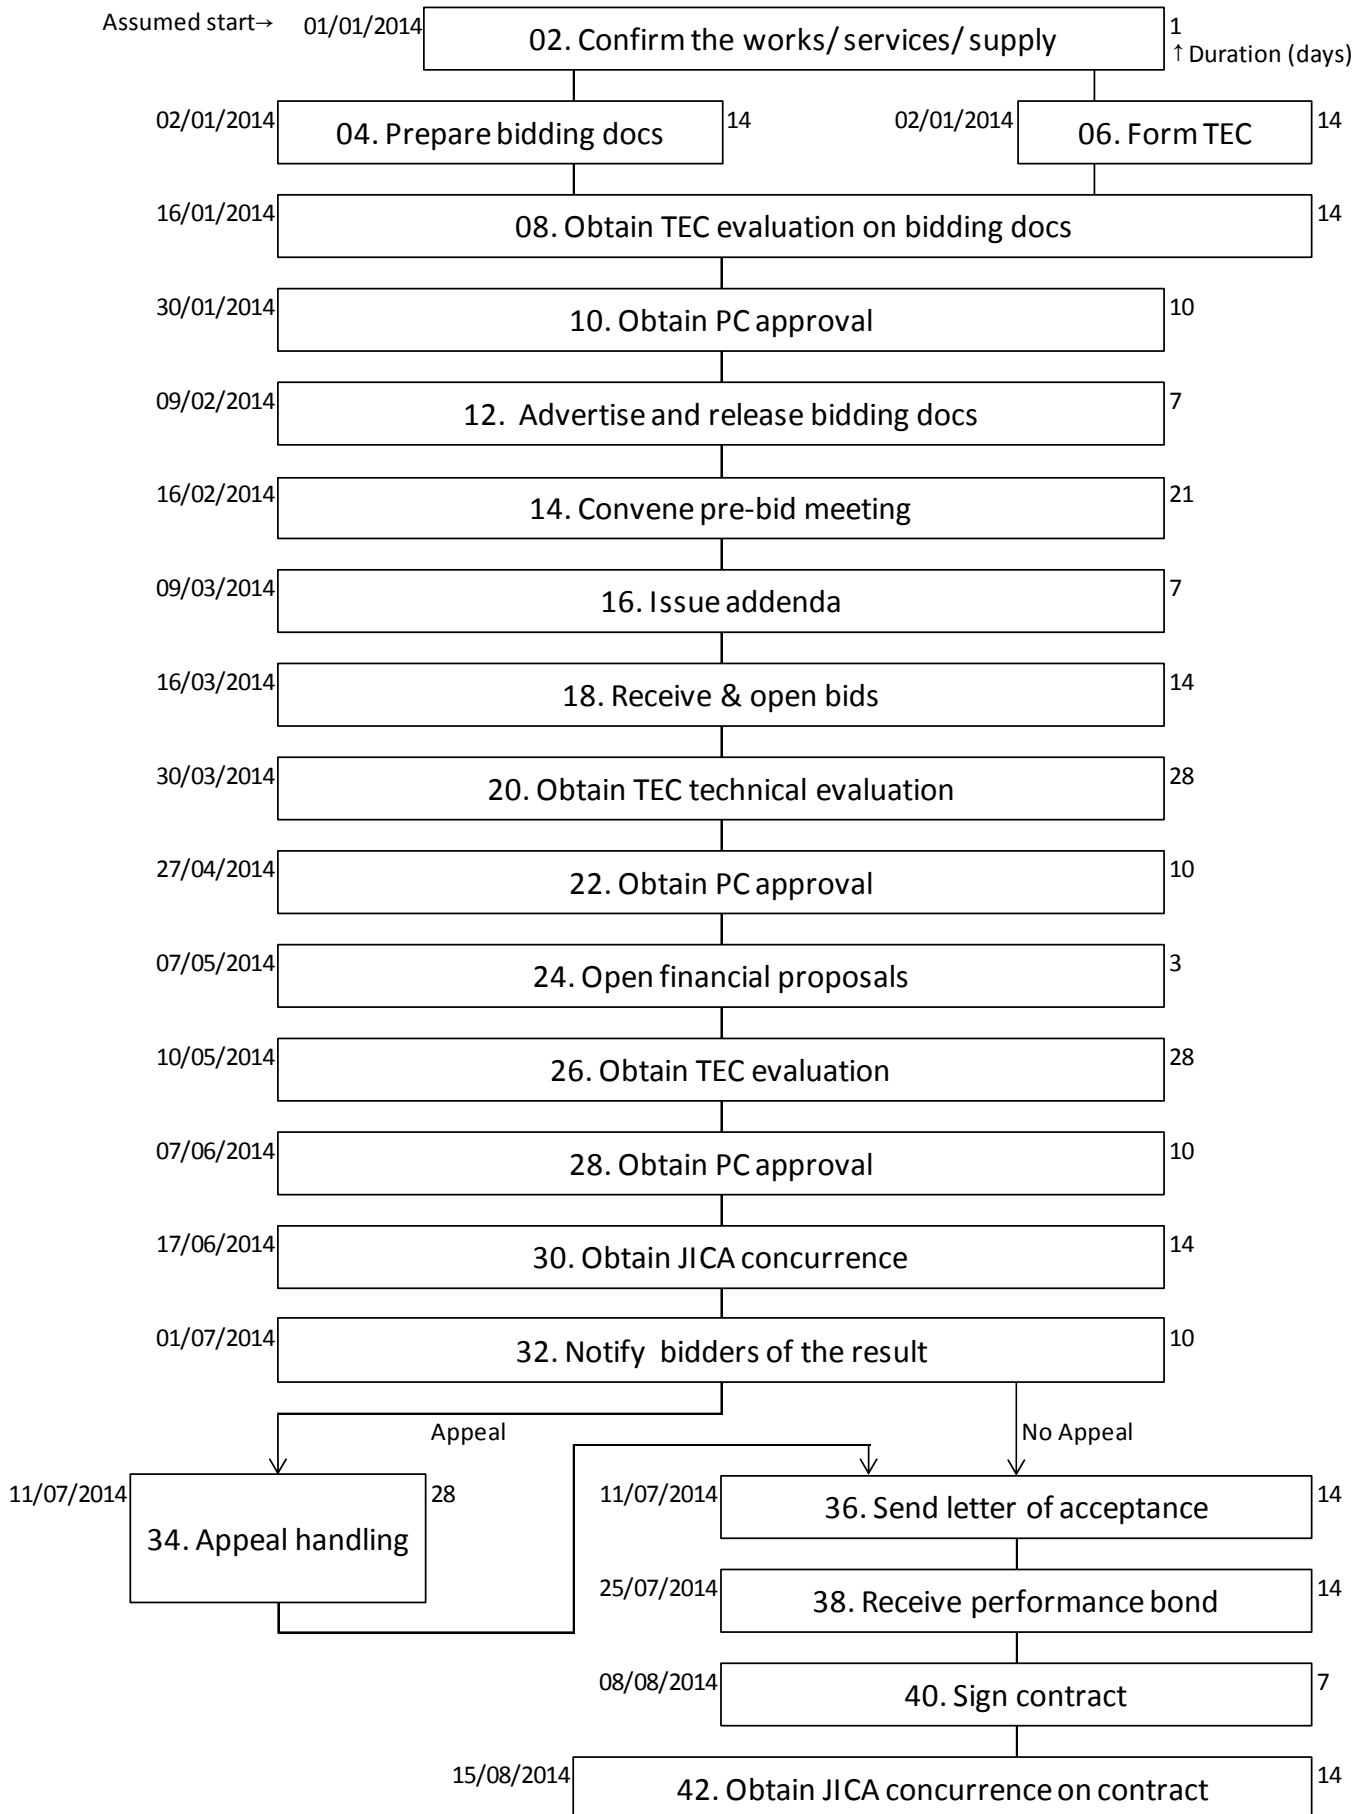 Assumed start→ 01/01/2014 02. Confirm the works/ services/ supply 1
↑ Duration (days)
02/01/2014 04. Prepare bidding docs 14 02/01/2014 06. Form TEC 14
16/01/2014 08. Obtain TEC evaluation on bidding docs 14
30/01/2014 10. Obtain PC approval 10
09/02/2014 12. Advertise and release bidding docs 7
16/02/2014 14. Convene pre-bid meeting 21
09/03/2014 16. Issue addenda 7
16/03/2014 18. Receive & open bids 14
30/03/2014 20. Obtain TEC technical evaluation 28
27/04/2014 22. Obtain PC approval 10
07/05/2014 24. Open financial proposals 3
10/05/2014 26. Obtain TEC evaluation 28
07/06/2014 28. Obtain PC approval 10
17/06/2014 30. Obtain JICA concurrence 14
01/07/2014 32. Notify bidders of the result 10
Appeal No Appeal
11/07/2014 34. Appeal handling 28 11/07/2014 36. Send letter of acceptance 14
25/07/2014 38. Receive performance bond 14
08/08/2014 40. Sign contract 7
15/08/2014 42. Obtain JICA concurrence on contract 14